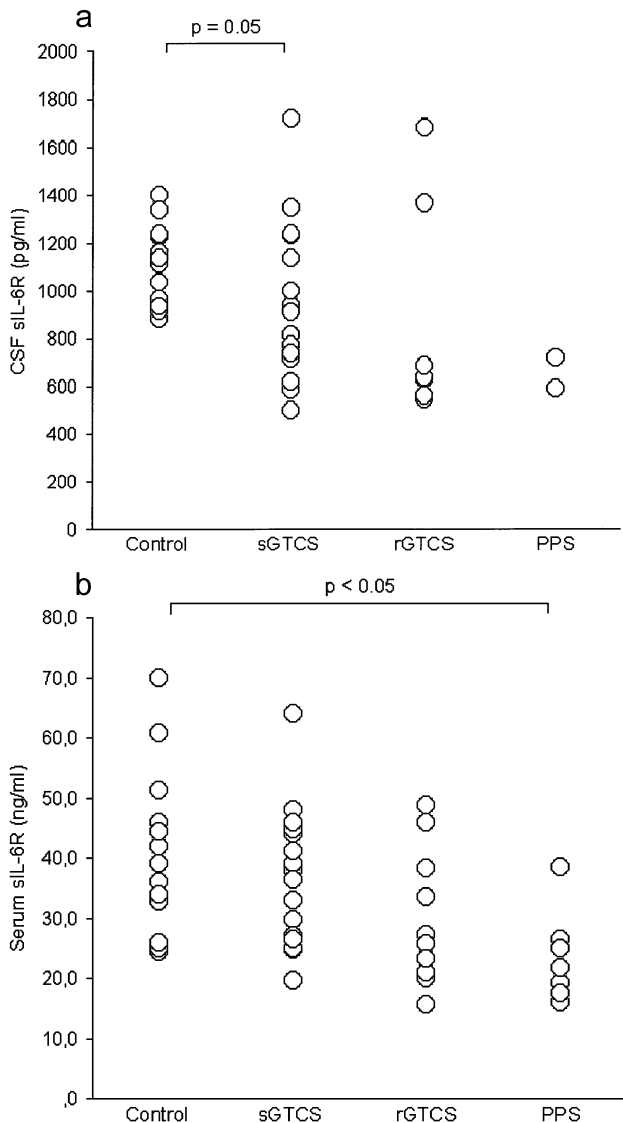 a
p = 0.05
2000
1800
1600
1400
1200
1000
800
600
400
200
0
CSF sIL-6R (pg/ml)
Control sGTCS rGTCS PPS
b
p < 0.05
80,0
70,0
60,0
50,0
40,0
30,0
20,0
10,0
,0
Serum sIL-6R (ng/ml)
Control sGTCS rGTCS PPS